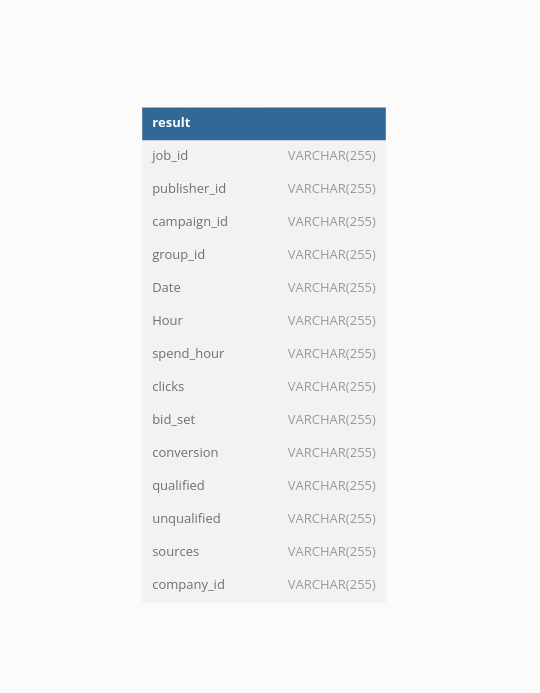 result
job_id VARCHAR(255)
publisher_id VARCHAR(255)
campaign_id VARCHAR(255)
group_id VARCHAR(255)
Date VARCHAR(255)
Hour VARCHAR(255)
spend_hour VARCHAR(255)
clicks VARCHAR(255)
bid_set VARCHAR(255)
conversion VARCHAR(255)
qualified VARCHAR(255)
unqualified VARCHAR(255)
sources VARCHAR(255)
company_id VARCHAR(255)